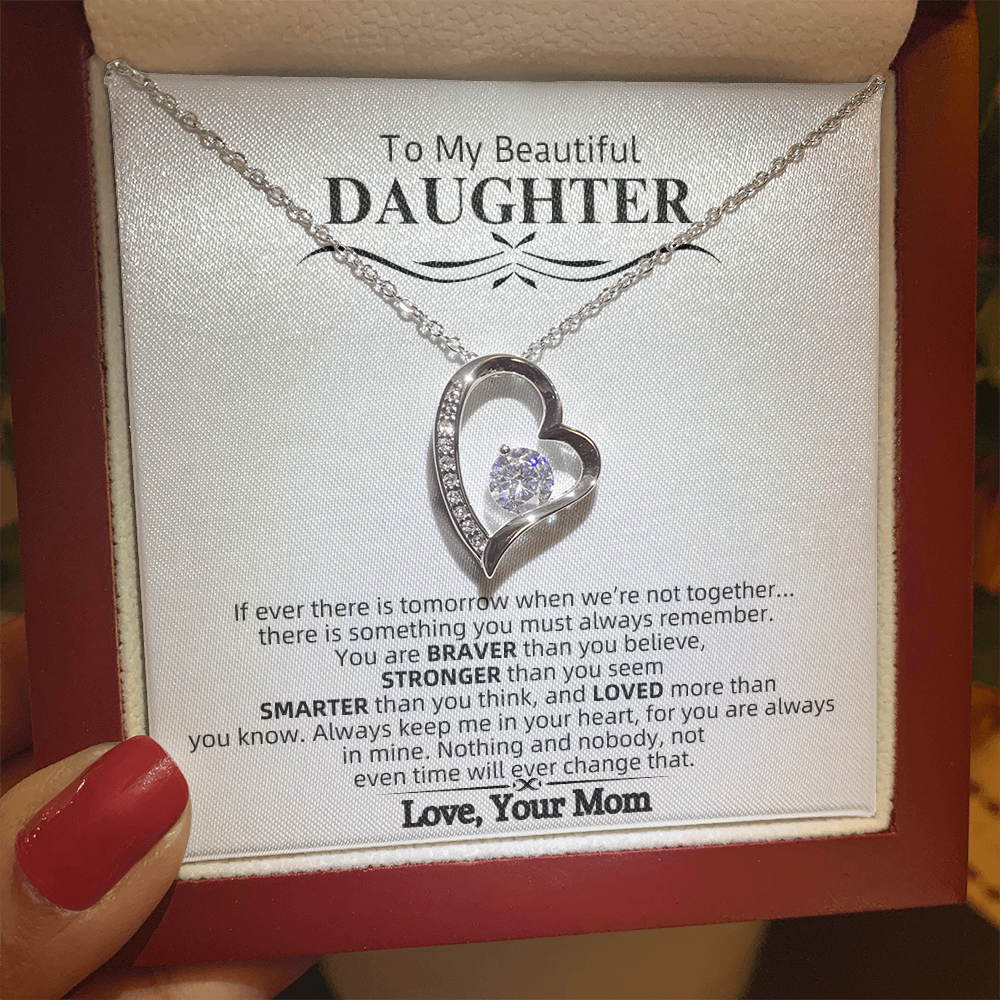 To My Beautiful
DAUGHTER
If ever there is tomorrow when we're not together...
there is something you must always remember.
You are BRAVER than you believe,
STRONGER than you seem
SMARTER than you think, and LOVED more than
you know. Always keep me in your heart, for you are always
in mine. Nothing and nobody, not
even time will ever change that.
Love, Your Mom